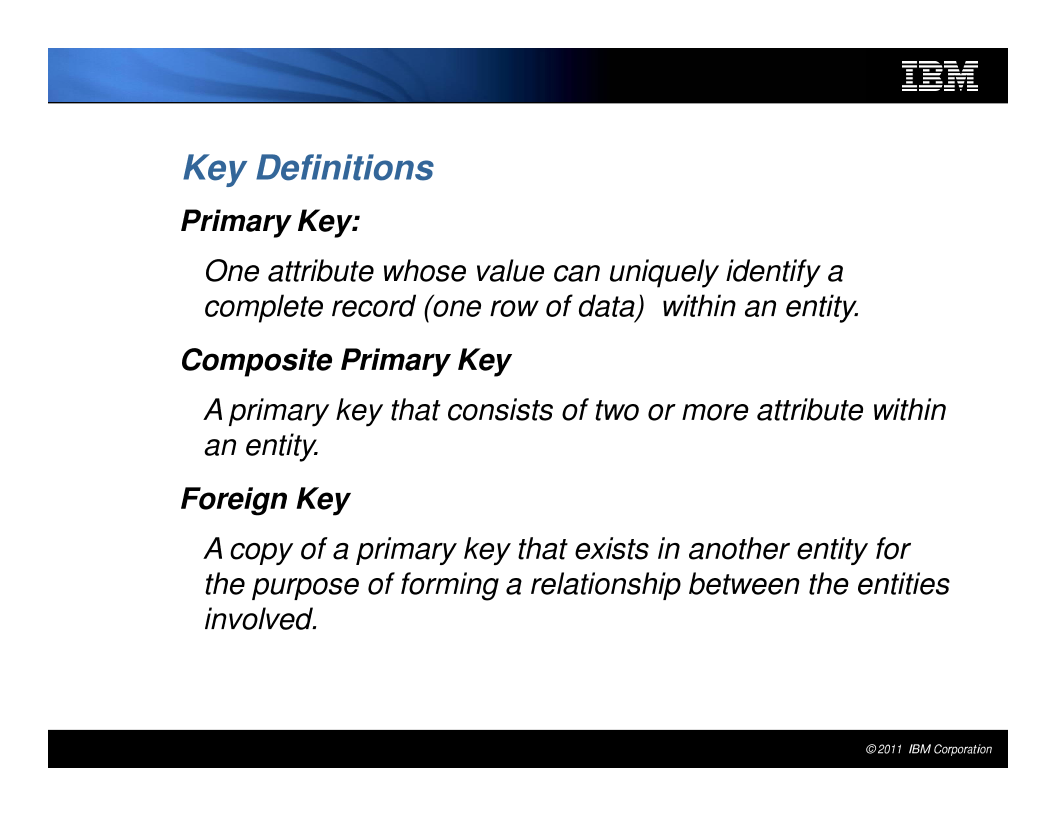 IBM
Key Definitions
Primary Key:
One attribute whose value can uniquely identify a
complete record (one row of data)  within an entity.
Composite Primary Key
A primary key that consists of two or more attribute within
an entity.
Foreign Key
A copy of a primary key that exists in another entity for
the purpose of forming a relationship between the entities
involved.
© 2011 IBM Corporation